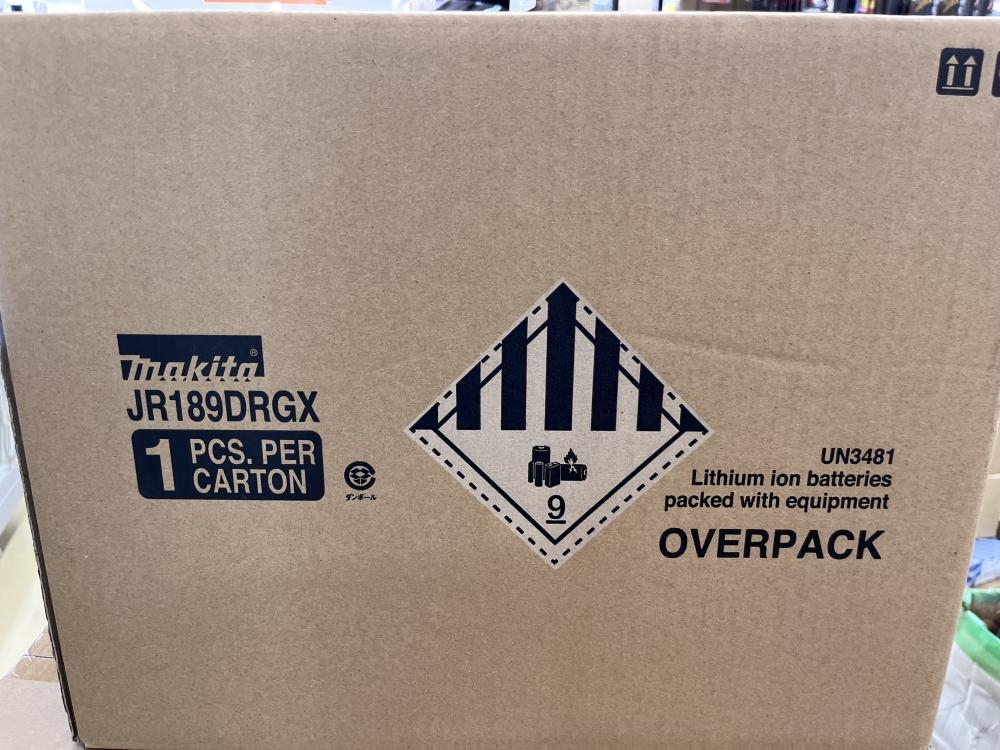 makita®
JR189DRGX
1 PCS. PER
CARTON
ダンボール
9
UN3481
Lithium ion batteries
packed with equipment
OVERPACK